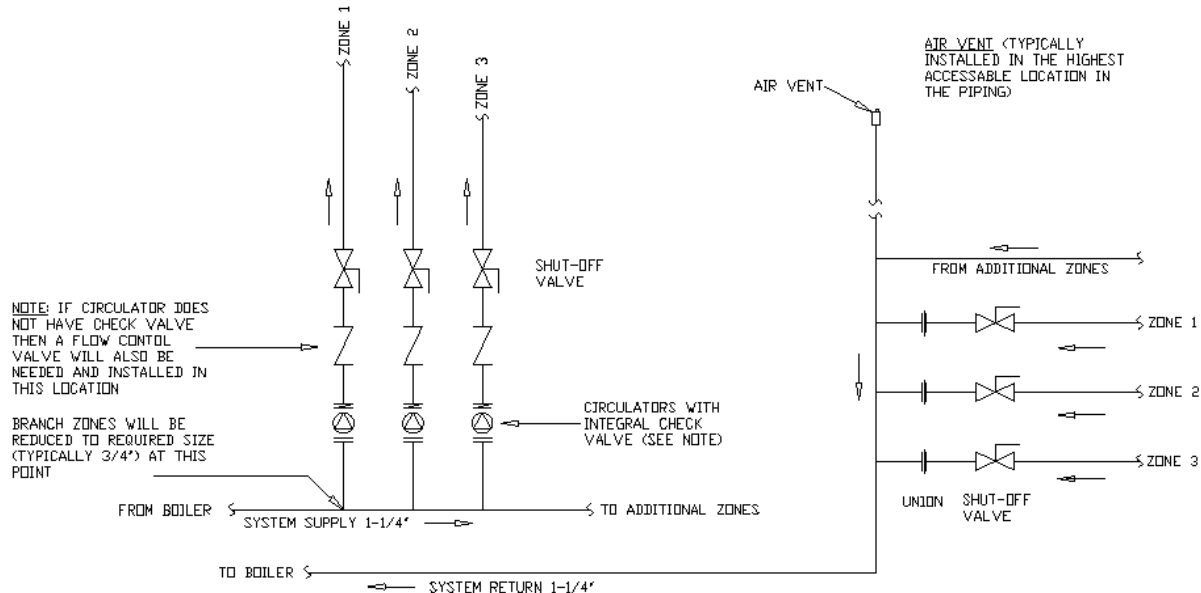 ZONE 1
ZONE 2
ZONE 3
AIR VENT (TYPICALLY
INSTALLED IN THE HIGHEST
ACCESSABLE LOCATION IN
THE PIPING)
AIR VENT
SHUT-OFF
VALVE
FROM ADDITIONAL ZONES
NOTE: IF CIRCULATOR DOES
NOT HAVE CHECK VALVE
THEN A FLOW CONTOL
VALVE WILL ALSO BE
NEEDED AND INSTALLED IN
THIS LOCATION
ZONE 1
ZONE 2
ZONE 3
CIRCULATORS WITH
INTEGRAL CHECK
VALVE (SEE NOTE)
BRANCH ZONES WILL BE
REDUCED TO REQUIRED SIZE
(TYPICALLY 3/4") AT THIS
POINT
UNION
SHUT-OFF
VALVE
FROM BOILER
SYSTEM SUPPLY 1-1/4"
TO ADDITIONAL ZONES
TO BOILER
SYSTEM RETURN 1-1/4"